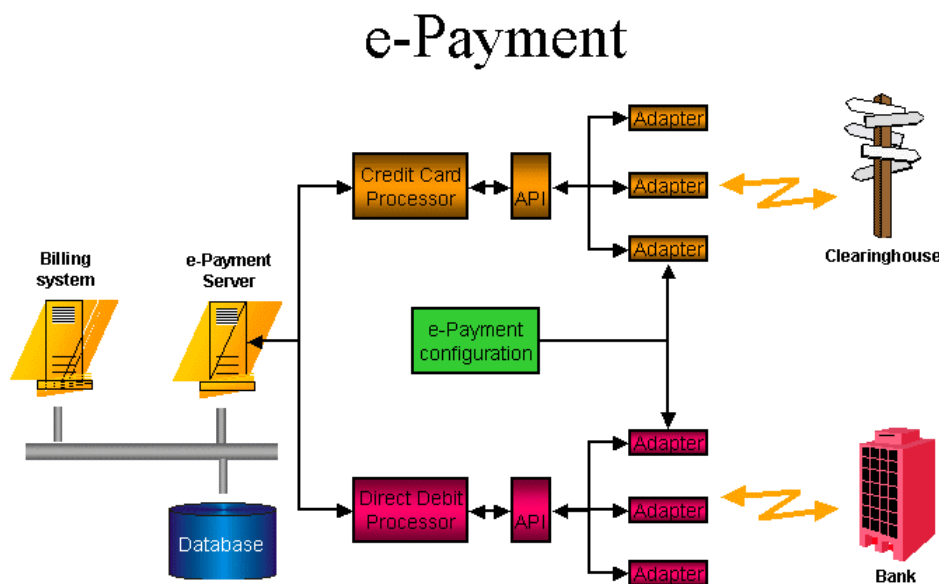 e-Payment
Adapter
Credit Card
Processor
API
Adapter
Adapter
Clearinghouse
Billing
system
e-Payment
Server
e-Payment
configuration
Adapter
Direct Debit
Processor
API
Adapter
Adapter
Database
Bank